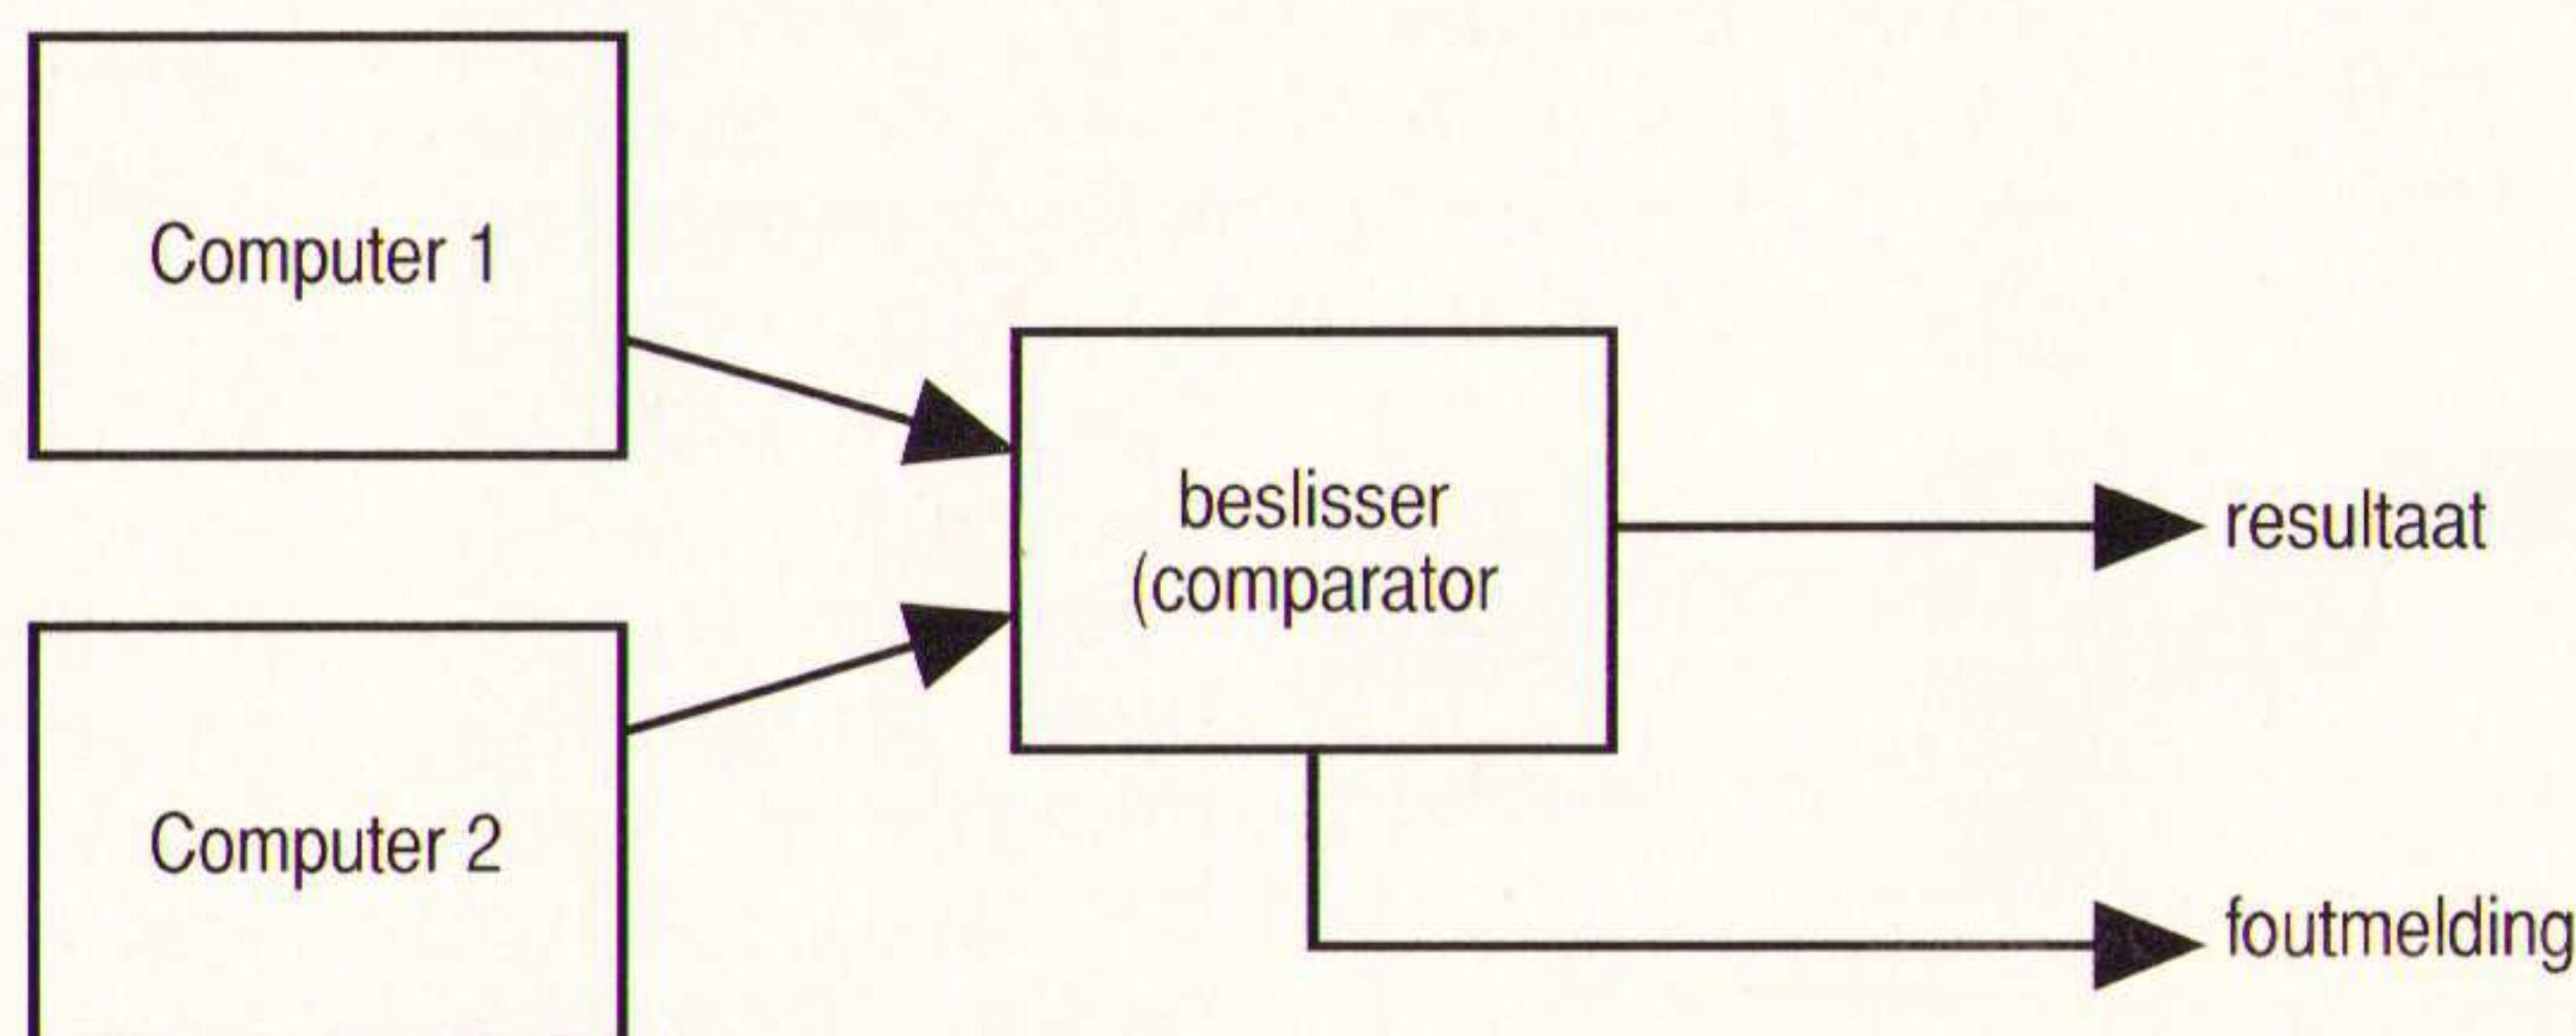 Computer 1
beslisser
(comparator
resultaat
Computer 2
foutmelding